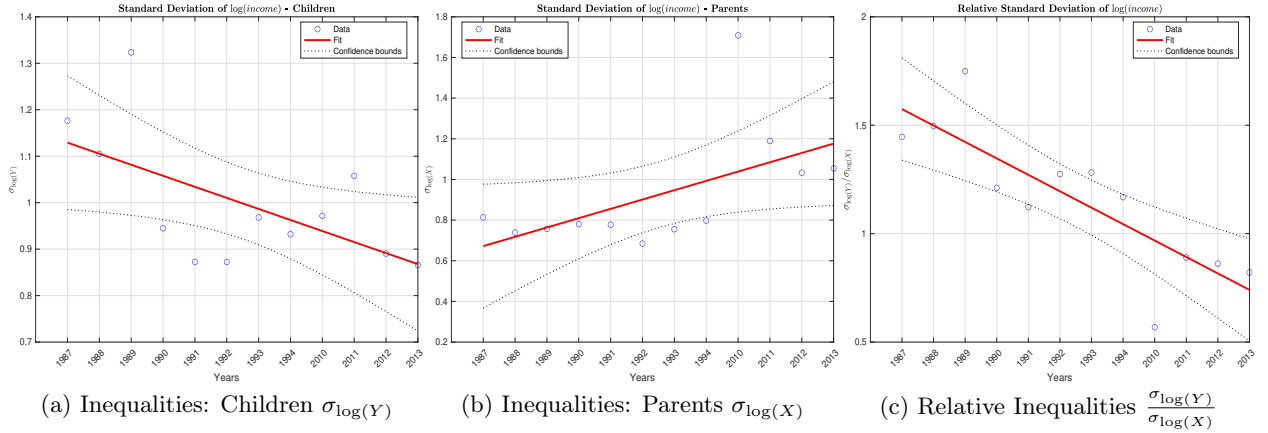 Standard Deviation of log(income) - Children
Data
Fit
Confidence bounds
1.4
1.3
1.2
1.1
1
0.9
0.8
0.7
σlog(Y)
1987 1988 1989 1990 1991 1992 1993 1994 2010 2011 2012 2013
Years
(a) Inequalities: Children σlog(Y)
Standard Deviation of log(income) - Parents
Data
Fit
Confidence bounds
1.8
1.6
1.4
1.2
1
0.8
0.6
0.4
0.2
σlog(X)
1987 1988 1989 1990 1991 1992 1993 1994 2010 2011 2012 2013
Years
(b) Inequalities: Parents σlog(X)
Relative Standard Deviation of log(income)
Data
Fit
Confidence bounds
2
1.5
1
0.5
σlog(Y)/σlog(X)
1987 1988 1989 1990 1991 1992 1993 1994 2010 2011 2012 2013
Years
(c) Relative Inequalities σlog(Y)/σlog(X)